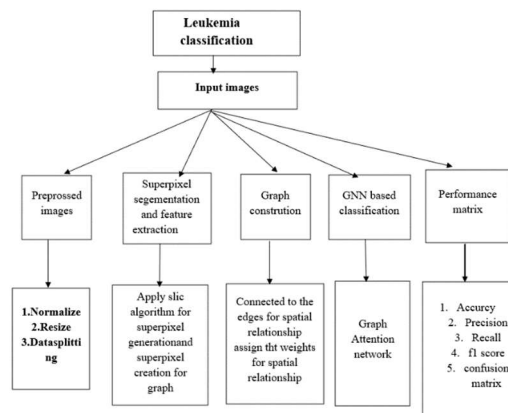 Leukemia
classification
Input images
Preprossed
images
Superpixel
segementation
and feature
extraction
Graph
constrution
GNN based
classification
Performance
matrix
1.Normalize
2.Resize
3.Datasplitti
ng
Apply slic
algorithm for
superpixel
generationand
superpixel
creation for
graph
Connected to the
edges for spatial
relationship
assign tht weights
for spatial
relationship
Graph
Attention
network
1. Accurcy
2. Precision
3. Recall
4. f1 score
5. confusion
matrix